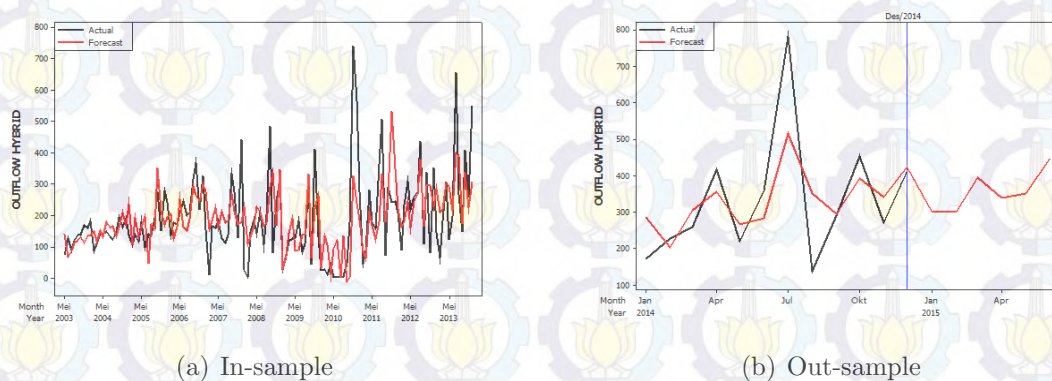 Actual
Forecast
OUTFLOW HYBRID
800
700
600
500
400
300
200
100
0
Month Mei Mei Mei Mei Mei Mei Mei Mei Mei Mei Mei
Year 2003 2004 2005 2006 2007 2008 2009 2010 2011 2012 2013
(a) In-sample
Des/2014
Actual
Forecast
OUTFLOW HYBRID
800
700
600
500
400
300
200
100
Month Jan Apr Jul Okt Jan Apr
Year 2014 2015
(b) Out-sample